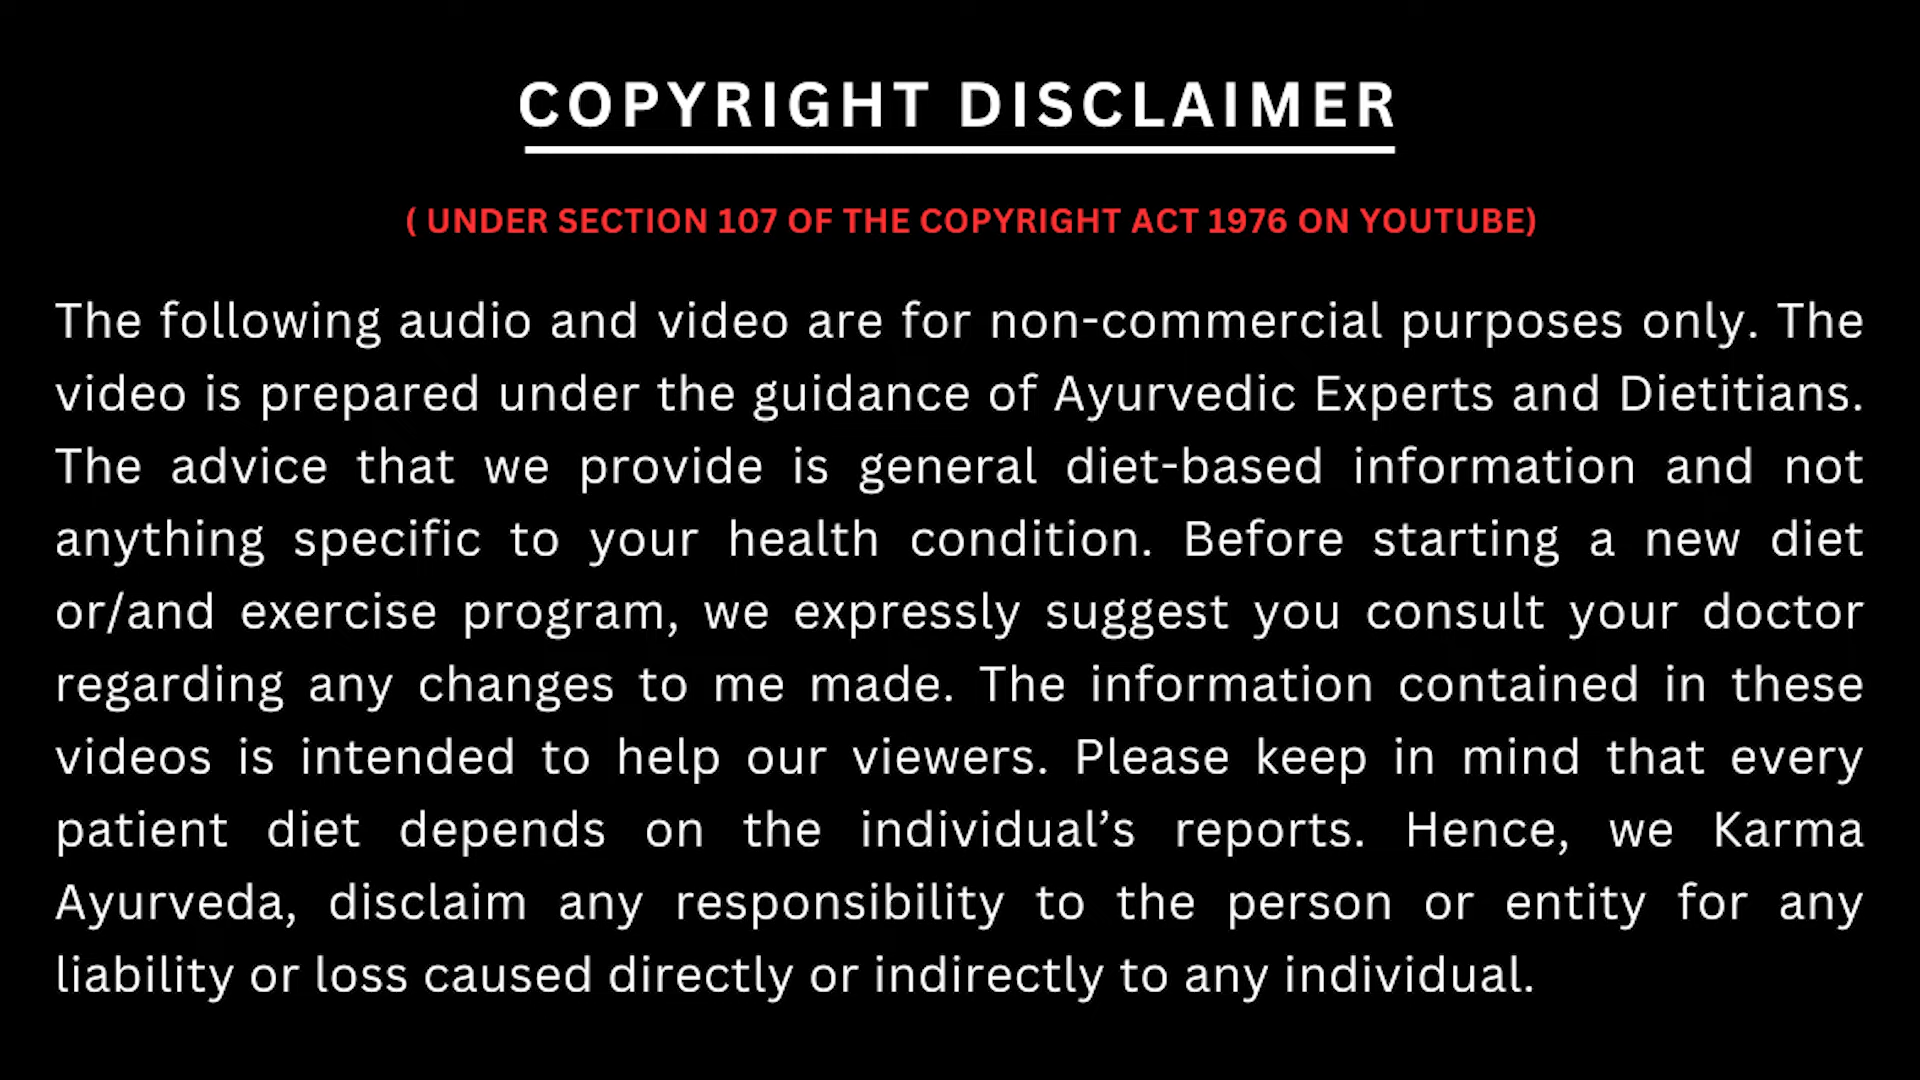 COPYRIGHT DISCLAIMER
( UNDER SECTION 107 OF THE COPYRIGHT ACT 1976 ON YOUTUBE)
The following audio and video are for non-commercial purposes only. The
video is prepared under the guidance of Ayurvedic Experts and Dietitians.
The advice that we provide is general diet-based information and not
anything specific to your health condition. Before starting a new diet
or/and exercise program, we expressly suggest you consult your doctor
regarding any changes to me made. The information contained in these
videos is intended to help our viewers. Please keep in mind that every
patient diet depends on the individual’s reports. Hence, we Karma
Ayurveda, disclaim any responsibility to the person or entity for any
liability or loss caused directly or indirectly to any individual.